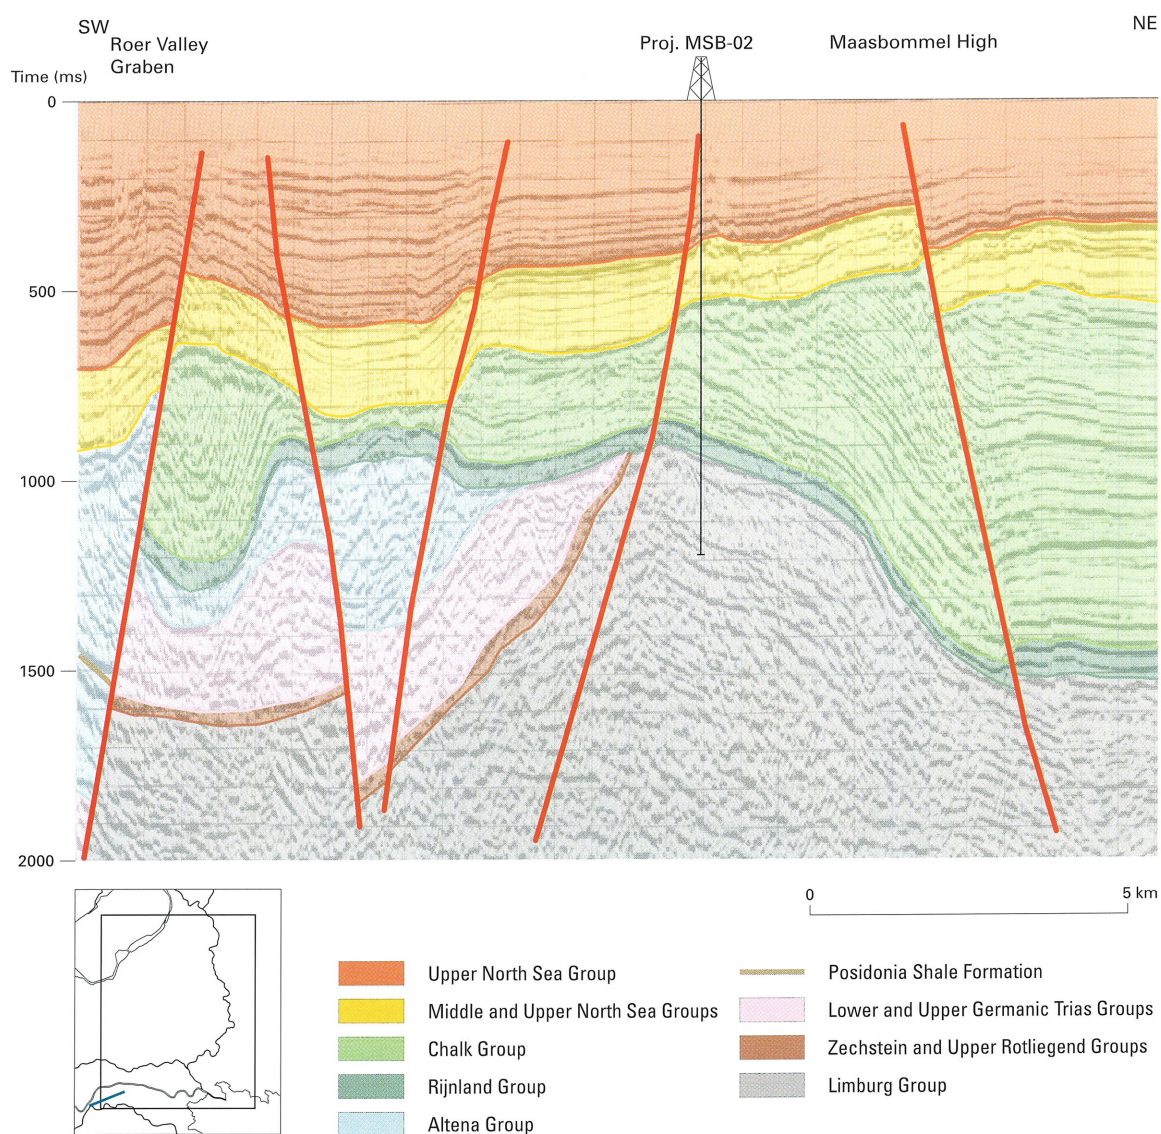 SW
Roer Valley
Graben
Proj. MSB-02
Maasbommel High
NE
Time (ms)
0
500
1000
1500
2000
0
5 km
Upper North Sea Group
Middle and Upper North Sea Groups
Chalk Group
Rijnland Group
Altena Group
Posidonia Shale Formation
Lower and Upper Germanic Trias Groups
Zechstein and Upper Rotliegend Groups
Limburg Group